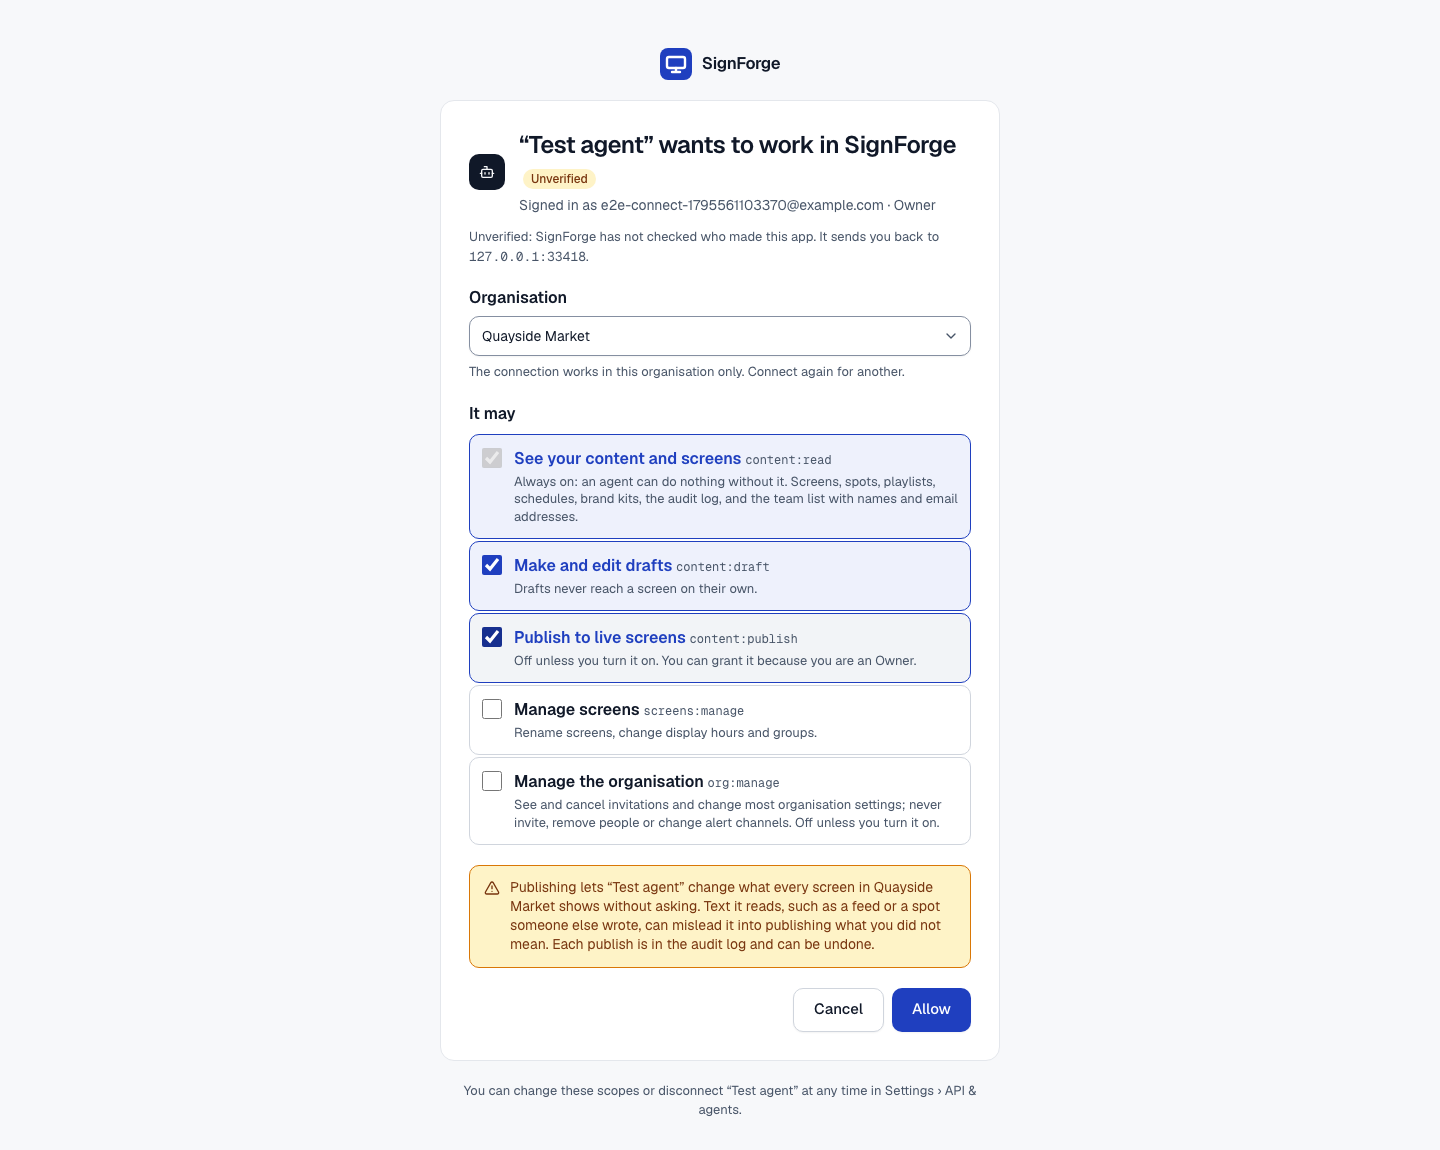 SignForge
“Test agent” wants to work in SignForge
Unverified
Signed in as e2e-connect-1795561103370@example.com · Owner
Unverified: SignForge has not checked who made this app. It sends you back to
127.0.0.1:33418.
Organisation
Quayside Market
The connection works in this organisation only. Connect again for another.
It may
See your content and screens content:read
Always on: an agent can do nothing without it. Screens, spots, playlists,
schedules, brand kits, the audit log, and the team list with names and email
addresses.
Make and edit drafts content:draft
Drafts never reach a screen on their own.
Publish to live screens content:publish
Off unless you turn it on. You can grant it because you are an Owner.
Manage screens screens:manage
Rename screens, change display hours and groups.
Manage the organisation org:manage
See and cancel invitations and change most organisation settings; never
invite, remove people or change alert channels. Off unless you turn it on.
Publishing lets “Test agent” change what every screen in Quayside
Market shows without asking. Text it reads, such as a feed or a spot
someone else wrote, can mislead it into publishing what you did not
mean. Each publish is in the audit log and can be undone.
Cancel
Allow
You can change these scopes or disconnect “Test agent” at any time in Settings › API &
agents.